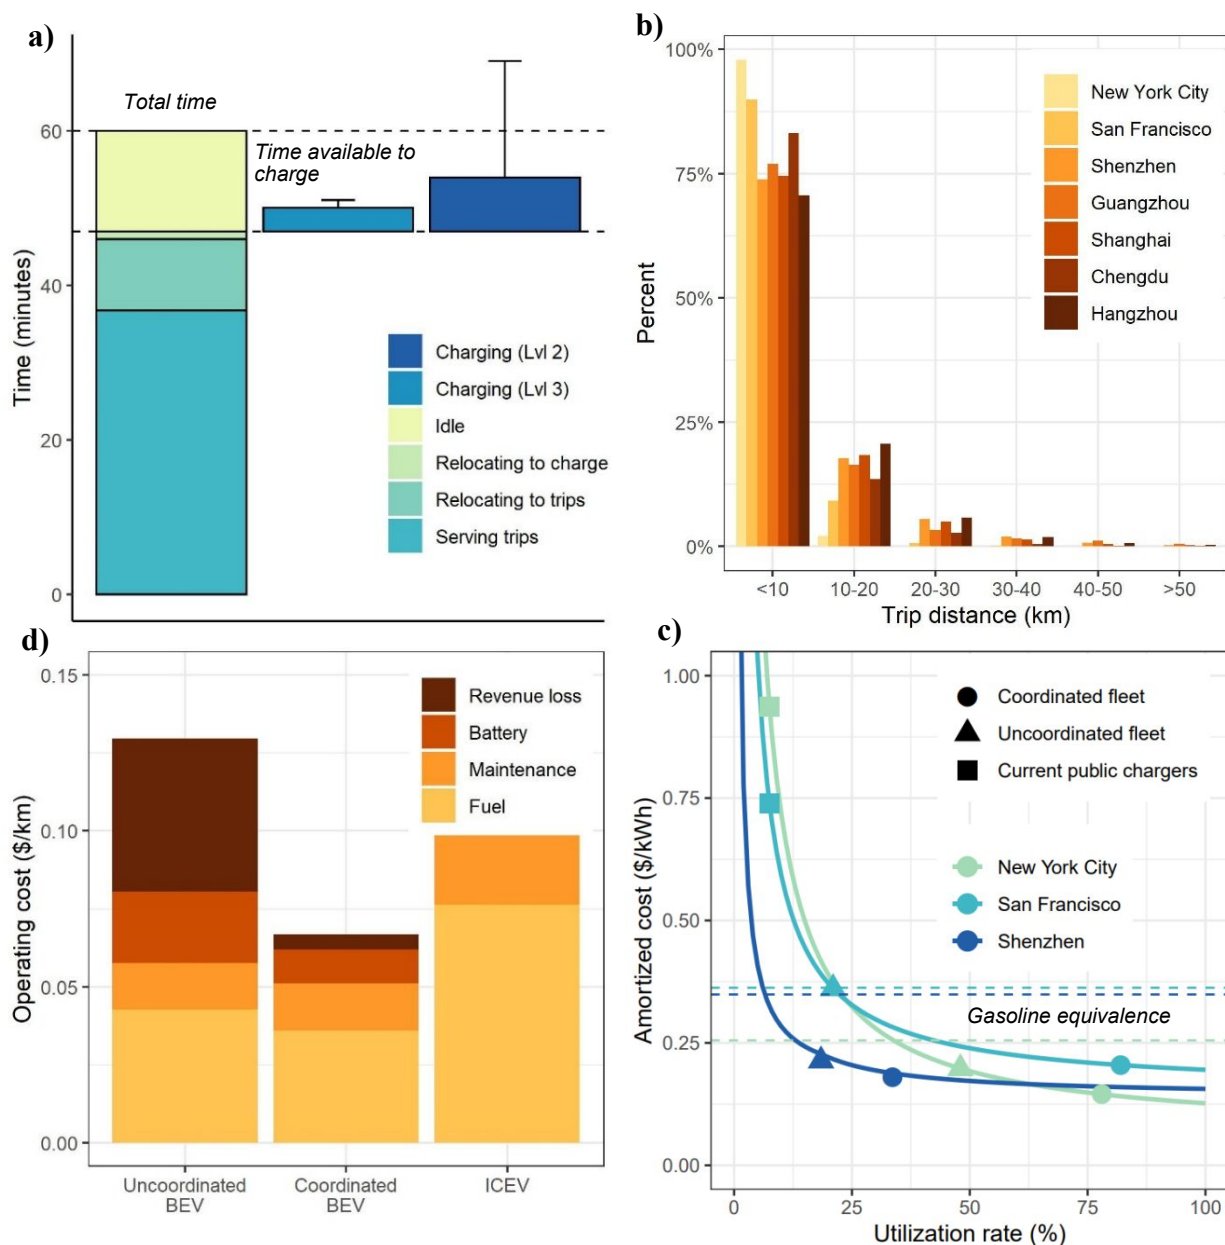 a)
Time (minutes)
60
40
20
0
Total time
Time available to
charge
Charging (Lvl 2)
Charging (Lvl 3)
Idle
Relocating to charge
Relocating to trips
Serving trips
b)
Percent
100%
75%
50%
25%
0%
New York City
San Francisco
Shenzhen
Guangzhou
Shanghai
Chengdu
Hangzhou
<10
10-20
20-30
30-40
40-50
>50
Trip distance (km)
d)
Operating cost ($/km)
0.15
0.10
0.05
0.00
Revenue loss
Battery
Maintenance
Fuel
Uncoordinated
BEV
Coordinated
BEV
ICEV
c)
Amortized cost ($/kWh)
1.00
0.75
0.50
0.25
0.00
Coordinated fleet
Uncoordinated fleet
Current public chargers
New York City
San Francisco
Shenzhen
Gasoline equivalence
0
25
50
75
100
Utilization rate (%)